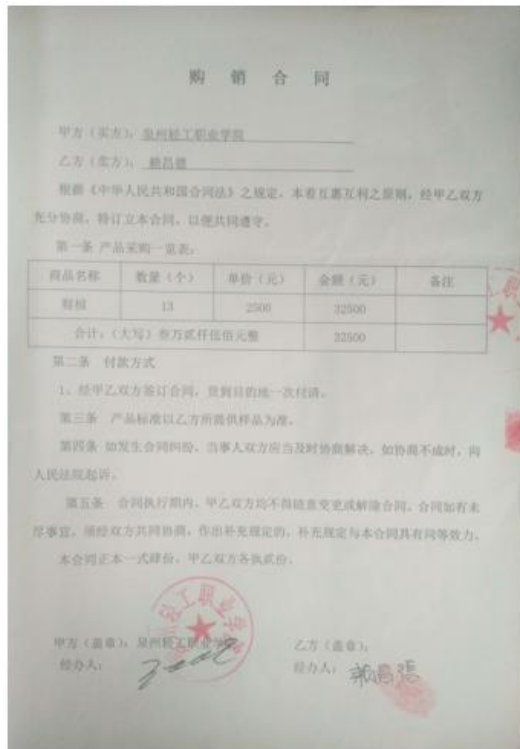 购 销 合 同
甲方（买方）：泉州轻工职业学院
乙方（卖方）：赖昌德
根据《中华人民共和国合同法》之规定，本着互惠互利之原则，经甲乙双方
充分协商，特订立本合同，以便共同遵守。
第一条 产品采购一览表：
商品名称 数量（个） 单价（元） 金额（元） 备注
13 2500 32500
合计：（大写）叁万贰仟伍佰元整 32500
第二条 付款方式
1、经甲乙双方签订合同，货到目的地一次付清。
第三条 产品标准以乙方所提供样品为准。
第四条 如发生合同纠纷，当事人双方应当及时协商解决，如协商不成时，向
人民法院起诉。
第五条 合同执行期内，甲乙双方均不得随意变更或解除合同，合同如有未
尽事宜，须经双方共同协商，作出补充规定的，补充规定与本合同具有同等效力。
本合同正本一式肆份，甲乙双方各执贰份。
甲方（盖章）：泉州轻工职业学院 乙方（盖章）：
经办人： 经办人：